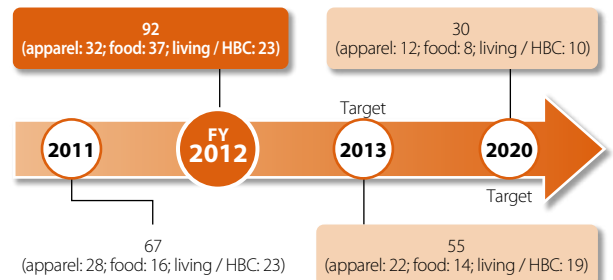 92
(apparel: 32; food: 37; living / HBC: 23)
30
(apparel: 12; food: 8; living / HBC: 10)
Target
2011
FY
2012
2013
2020
Target
67
(apparel: 28; food: 16; living / HBC: 23)
55
(apparel: 22; food: 14; living / HBC: 19)